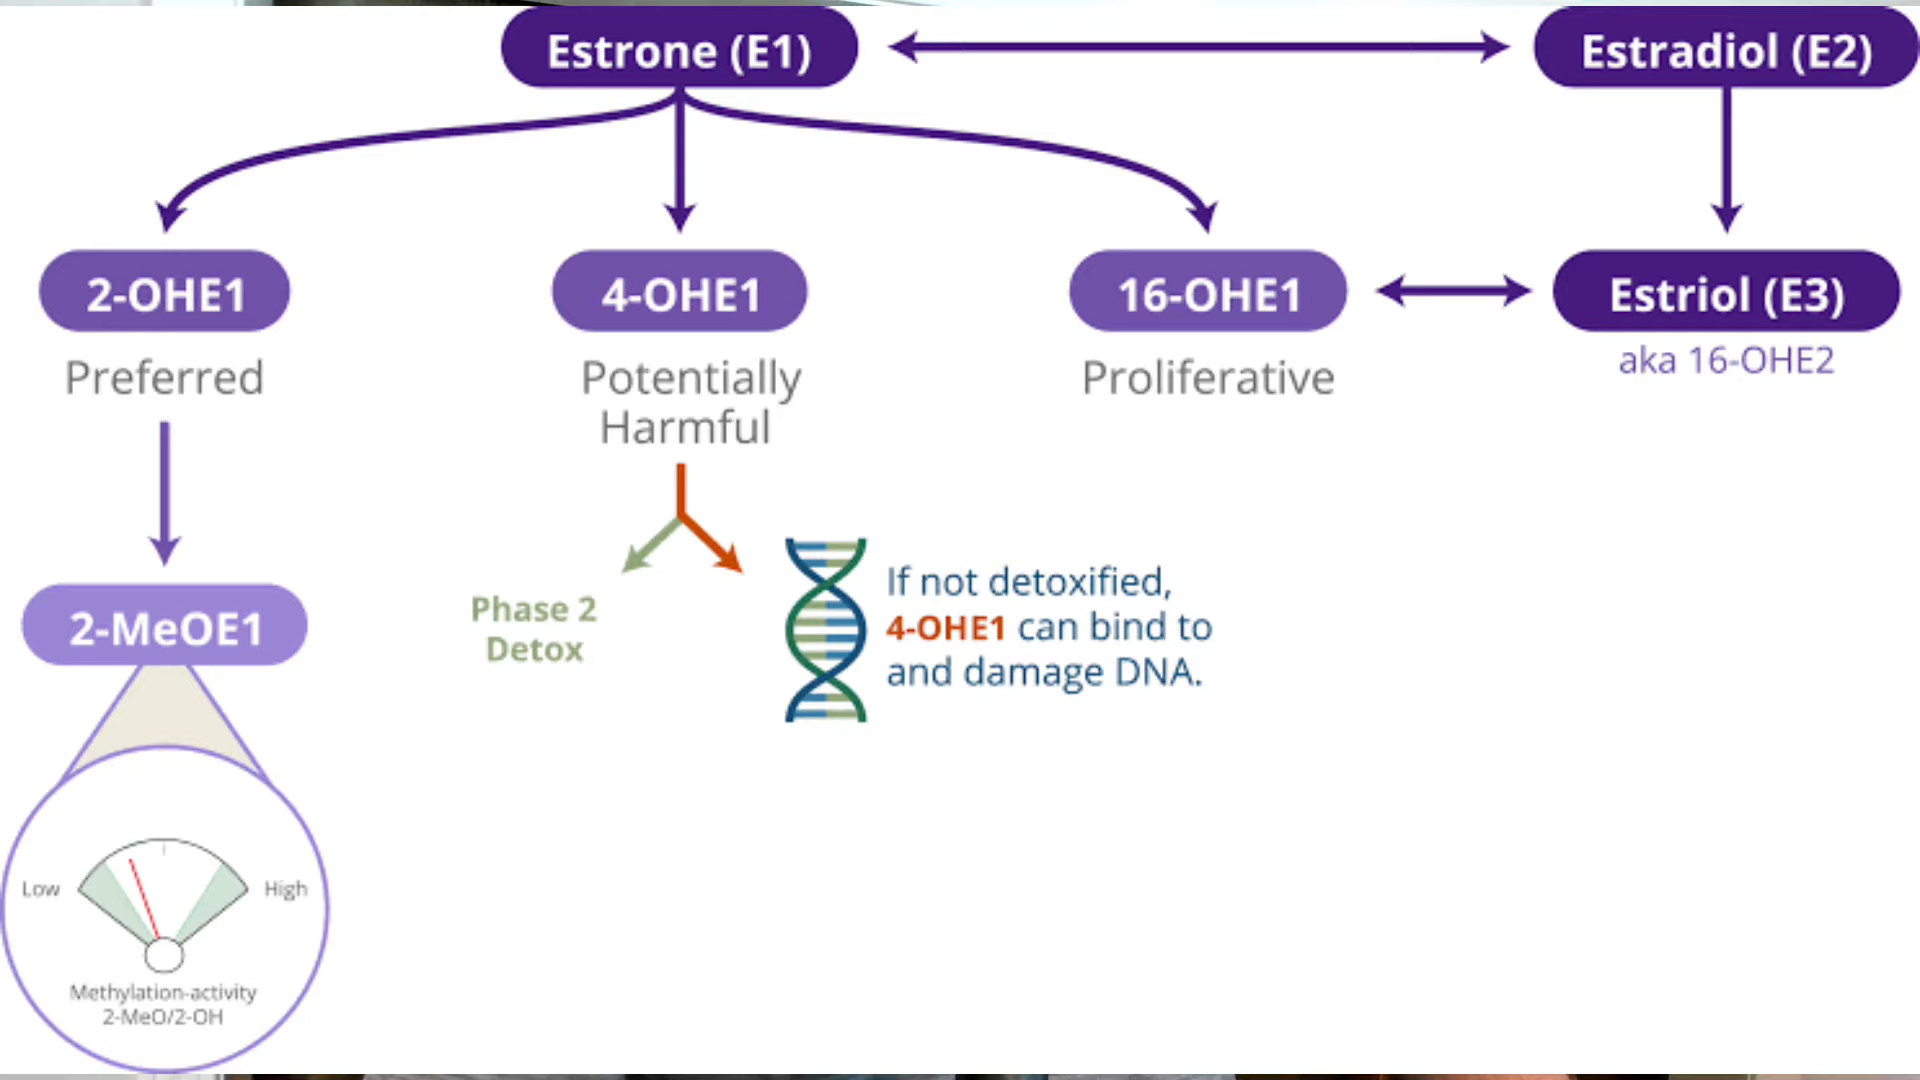 Estrone (E1)
Estradiol (E2)
2-OHE1
4-OHE1
16-OHE1
Estriol (E3)
aka 16-OHE2
Preferred
Potentially
Harmful
Proliferative
2-MeOE1
Phase 2
Detox
If not detoxified,
4-OHE1 can bind to
and damage DNA.
Low
High
Methylation-activity
2-MeO/2-OH